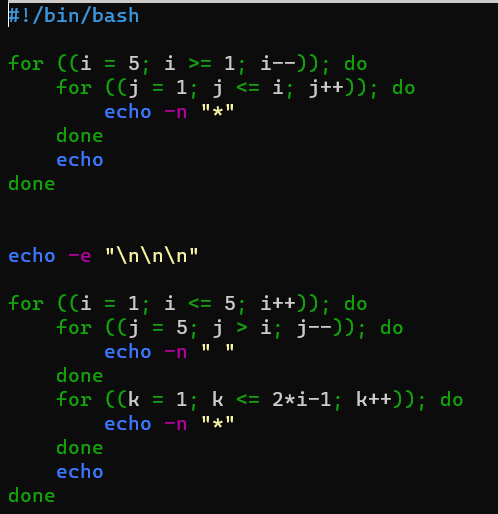 #!/bin/bash

for ((i = 5; i >= 1; i--)); do
    for ((j = 1; j <= i; j++)); do
        echo -n "*"
    done
    echo
done


echo -e "\n\n\n"

for ((i = 1; i <= 5; i++)); do
    for ((j = 5; j > i; j--)); do
        echo -n " "
    done
    for ((k = 1; k <= 2*i-1; k++)); do
        echo -n "*"
    done
    echo
done